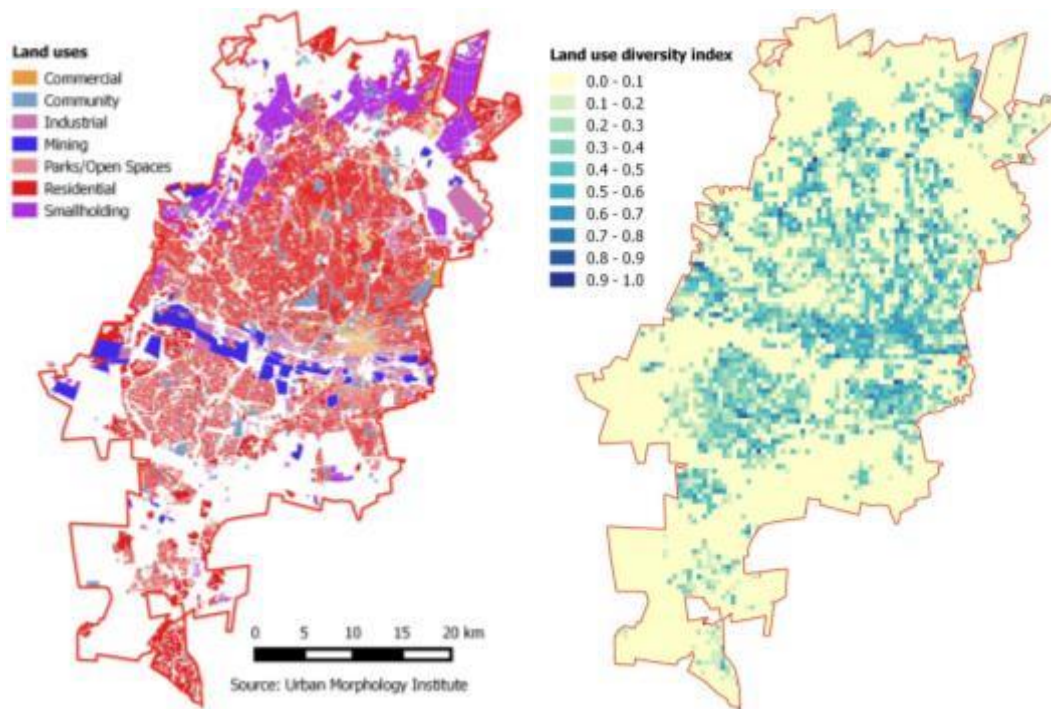 Land uses
Commercial
Community
Industrial
Mining
Parks/Open Spaces
Residential
Smallholding
0 5 10 15 20 km
Source: Urban Morphology Institute
Land use diversity index
0.0 - 0.1
0.1 - 0.2
0.2 - 0.3
0.3 - 0.4
0.4 - 0.5
0.5 - 0.6
0.6 - 0.7
0.7 - 0.8
0.8 - 0.9
0.9 - 1.0